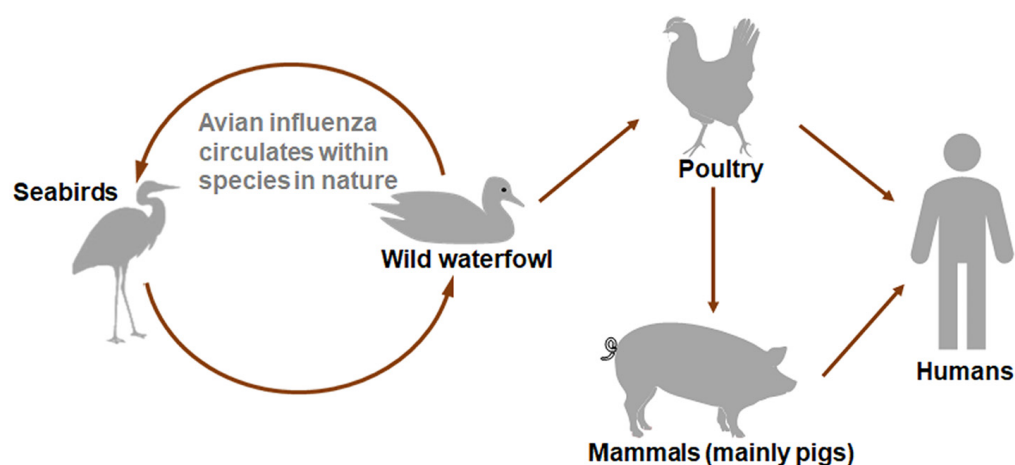 Avian influenza
circulates within
species in nature
Seabirds
Wild waterfowl
Poultry
Mammals (mainly pigs)
Humans